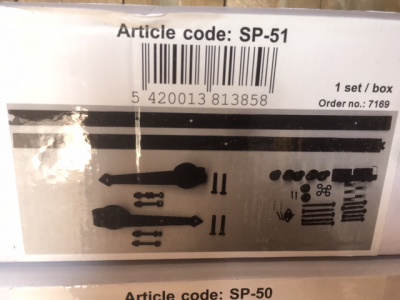 Article code: SP-51
5 420013 813858
1 set / box
Order no.: 7169
Article code: SP-50